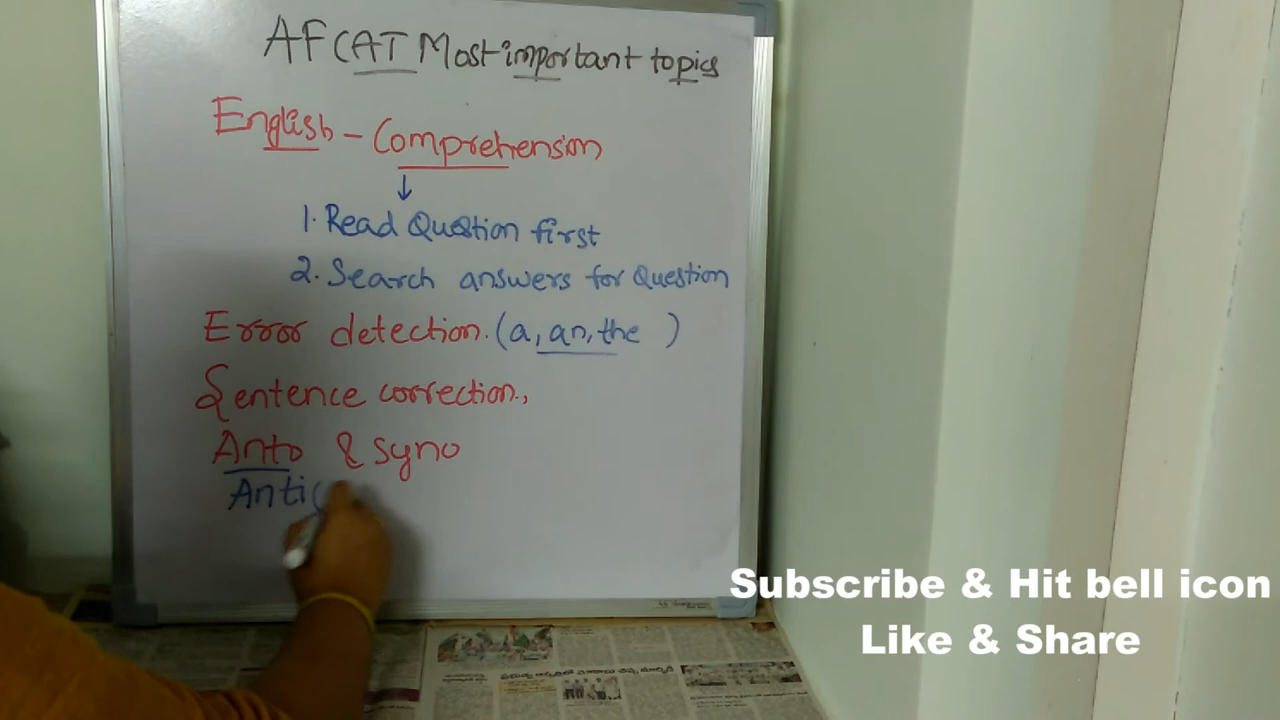 AFCAT Most important topics
English - Comprehension
↓
1. Read Question first
2. Search answers for Question
Error detection. (a, an, the )
Sentence correction.,
Anto & syno
Anti(
Subscribe & Hit bell icon
Like & Share